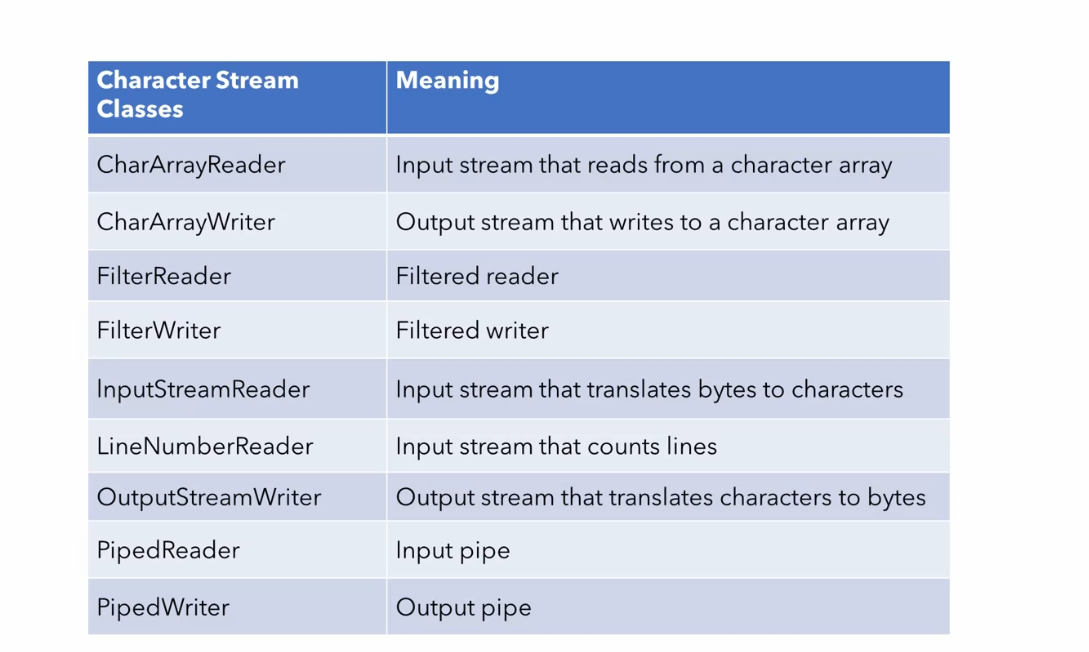 Character Stream Classes Meaning
CharArrayReader Input stream that reads from a character array
CharArrayWriter Output stream that writes to a character array
FilterReader Filtered reader
FilterWriter Filtered writer
InputStreamReader Input stream that translates bytes to characters
LineNumberReader Input stream that counts lines
OutputStreamWriter Output stream that translates characters to bytes
PipedReader Input pipe
PipedWriter Output pipe